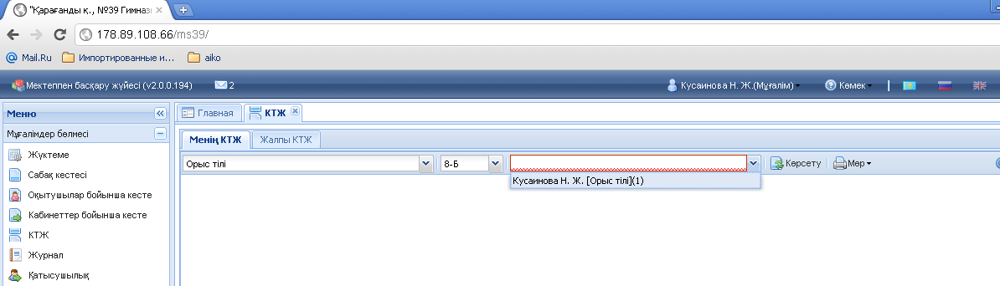 "Қарағанды қ., №39 Гимназ
178.89.108.66/ms39/
Mail.Ru Импортированные и... aiko
Мектеппен басқару жүйесі (v2.0.0.194) 2 Кусаинова Н. Ж.(Мұғалім) Көмек
Меню
Мұғалімдер бөлмесі
Жүктеме
Сабақ кестесі
Оқытушылар бойынша кесте
Кабинеттер бойынша кесте
КТЖ
Журнал
Қатысушылық
Главная КТЖ
Менің КТЖ Жалпы КТЖ
Орыс тілі 8-Б Көрсету Мөр
Кусаинова Н. Ж. [Орыс тілі](1)